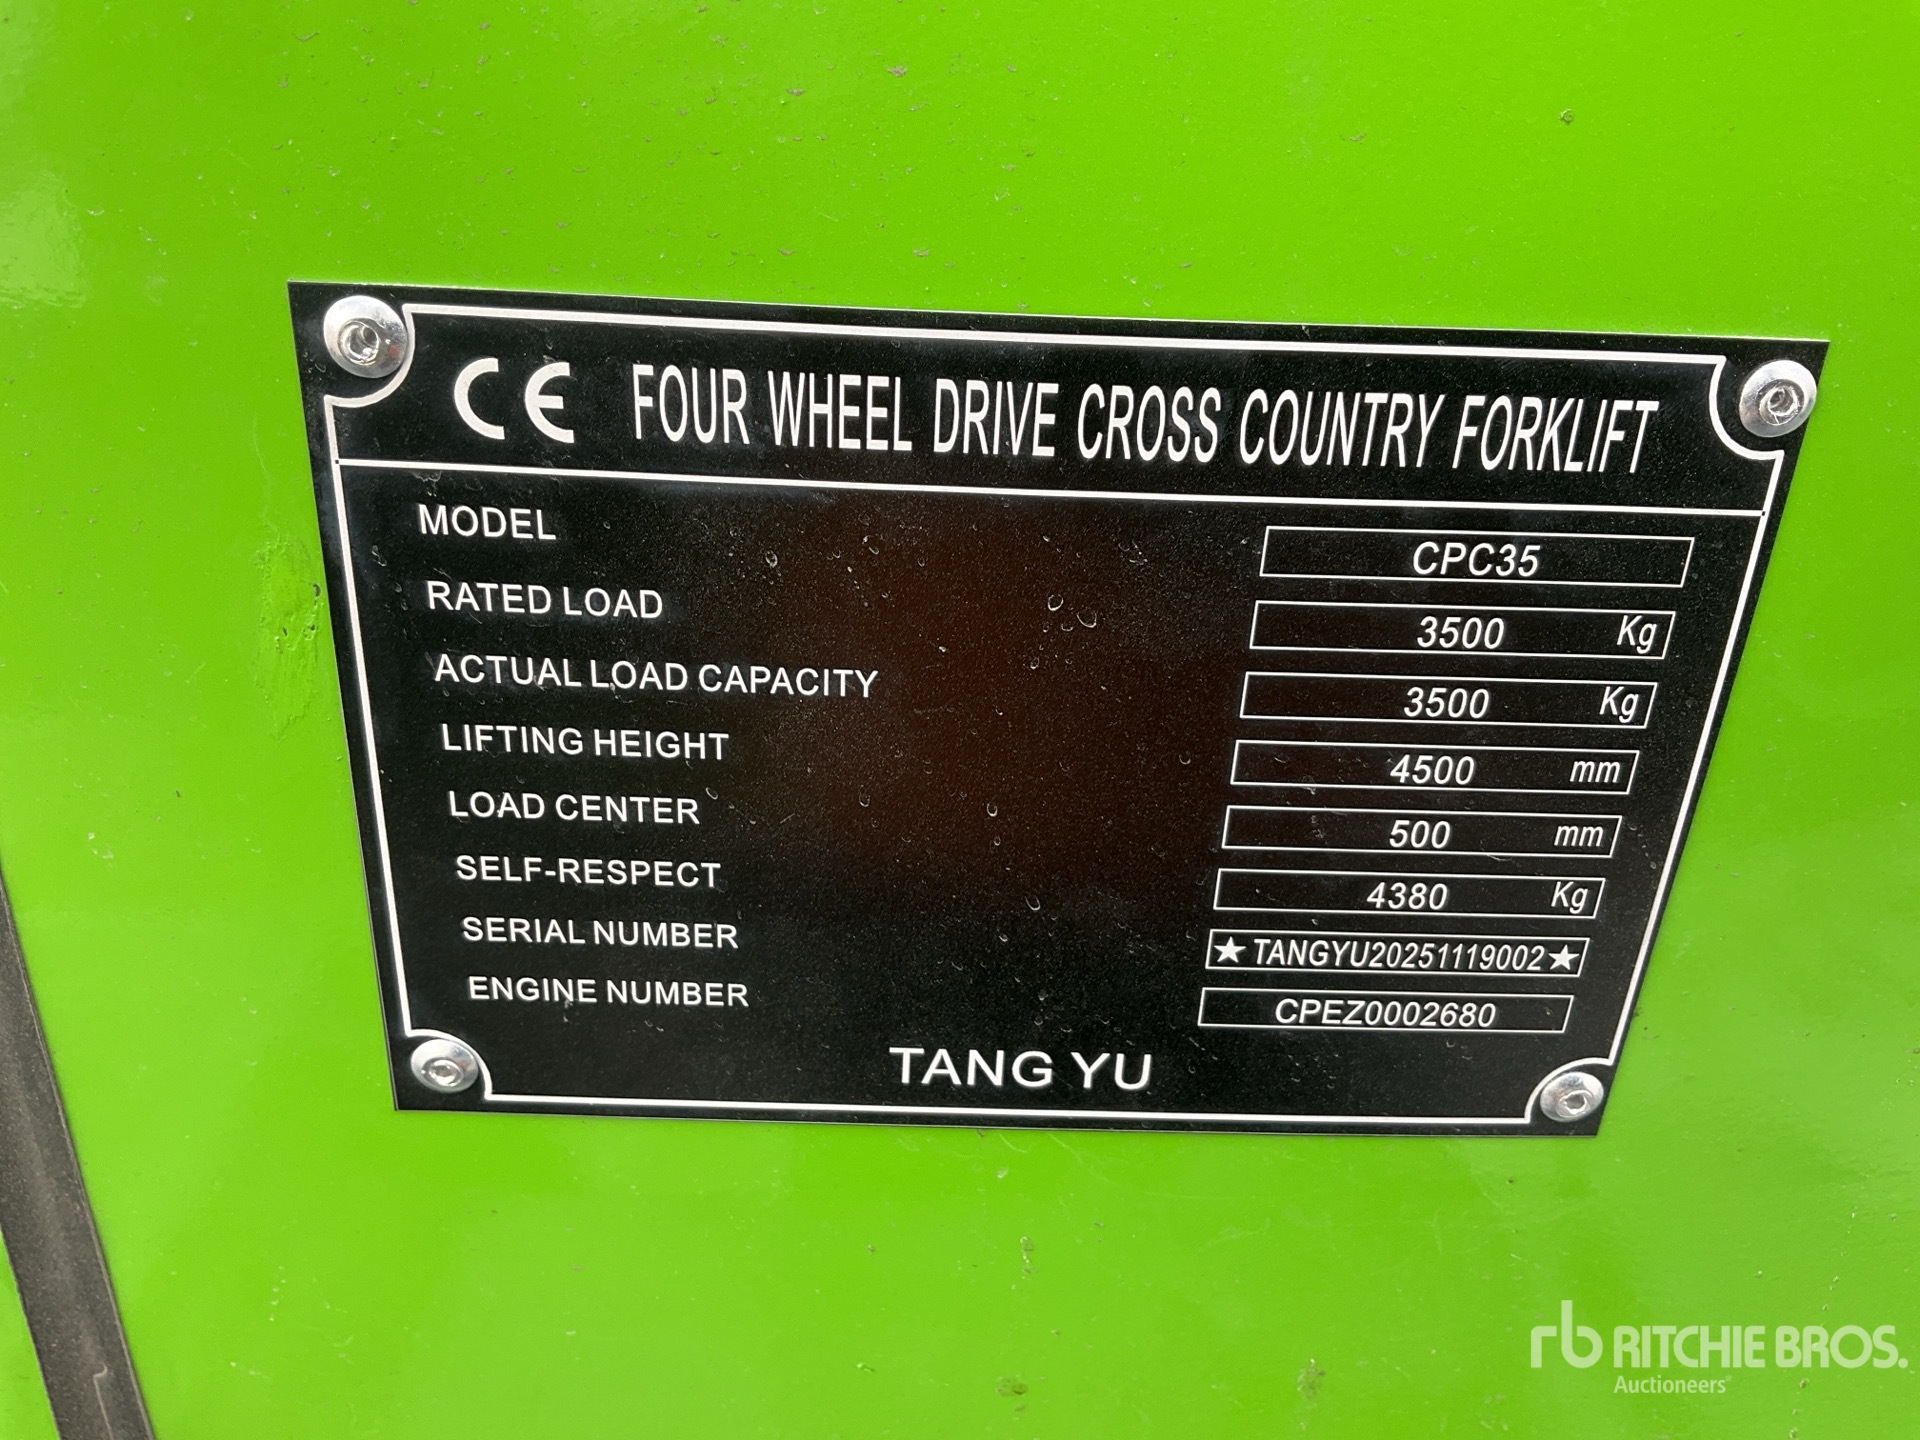 CE FOUR WHEEL DRIVE CROSS COUNTRY FORKLIFT
MODEL CPC35
RATED LOAD 3500 Kg
ACTUAL LOAD CAPACITY 3500 Kg
LIFTING HEIGHT 4500 mm
LOAD CENTER 500 mm
SELF-RESPECT 4380 Kg
SERIAL NUMBER ★TANGYU20251119002★
ENGINE NUMBER CPEZ0002680
TANG YU
rb RITCHIE BROS.
Auctioneers